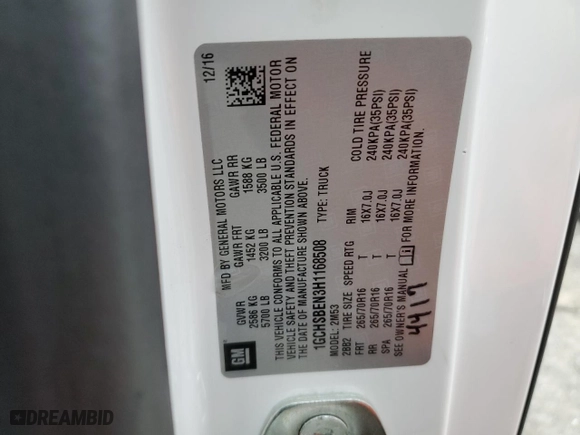 MFD BY GENERAL MOTORS LLC 12/16
GVWR GAWR FRT GAWR RR
2586 KG 1452 KG 1588 KG
5700 LB 3200 LB 3500 LB
THIS VEHICLE CONFORMS TO ALL APPLICABLE U.S. FEDERAL MOTOR
VEHICLE SAFETY AND THEFT PREVENTION STANDARDS IN EFFECT ON
THE DATE OF MANUFACTURE SHOWN ABOVE.
1GCHSBEN3H1168508 TYPE: TRUCK
MODEL: 2M53
2BB2 TIRE SIZE SPEED RTG RIM COLD TIRE PRESSURE
FRT 265/70R16 T 16X7.0J 240KPA(35PSI)
RR 265/70R16 T 16X7.0J 240KPA(35PSI)
SPA 265/70R16 T 16X7.0J 240KPA(35PSI)
SEE OWNER'S MANUAL FOR MORE INFORMATION.
GM
4417
DREAMBID